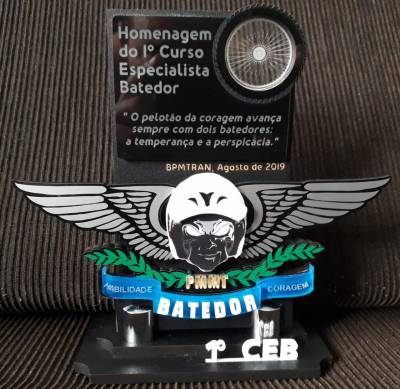 Homenagem
do 1º Curso
Especialista
Batedor
" O pelotão da coragem avança
sempre com dois batedores:
a temperança e a perspicácia."
BPMTRAN, Agosto de 2019
PMMT
HABILIDADE
CORAGEM
BATEDOR
1º CEB